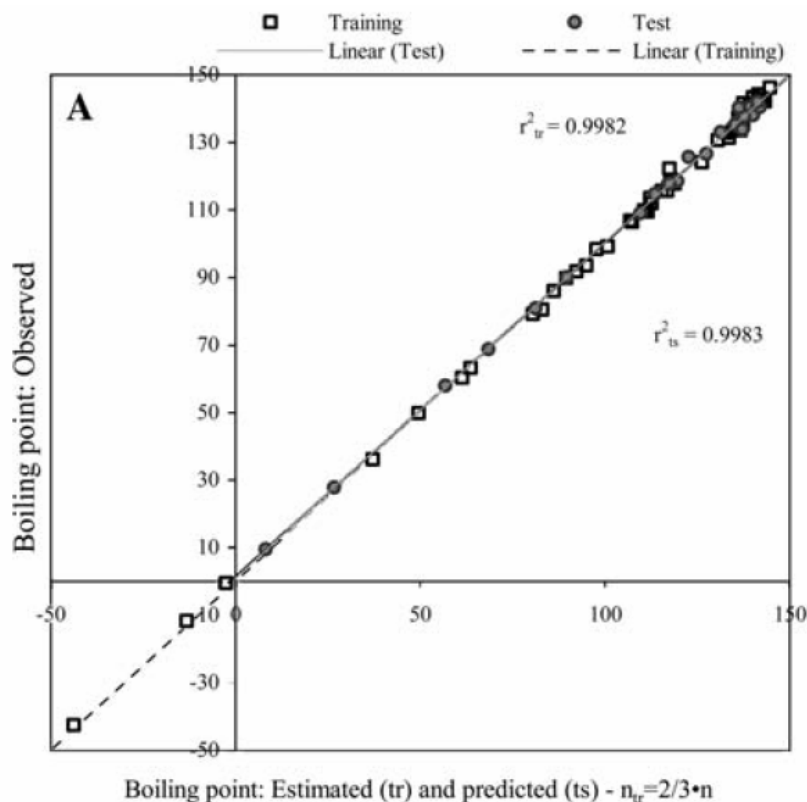 Training Test
Linear (Test) Linear (Training)
A
150
r²tr = 0.9982
130
110
90
r²ts = 0.9983
70
50
30
10
-50 -10 0 50 100 150
-30
-50
Boiling point: Observed
Boiling point: Estimated (tr) and predicted (ts) - ntr=2/3•n